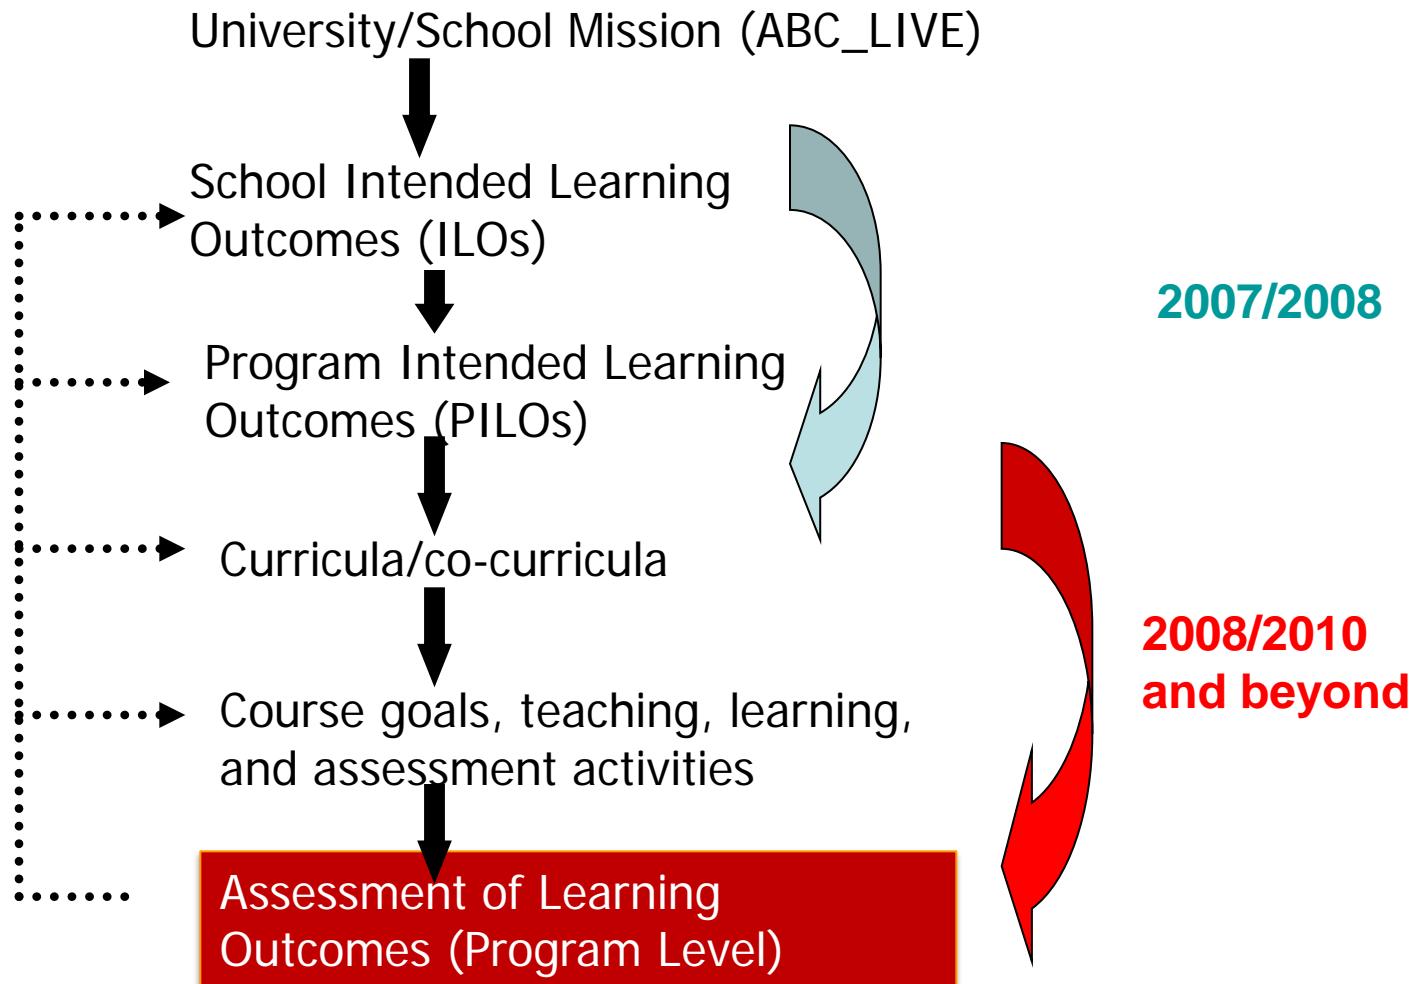 University/School Mission (ABC_LIVE)
School Intended Learning
Outcomes (ILOs)
2007/2008
Program Intended Learning
Outcomes (PILOs)
Curricula/co-curricula
2008/2010
and beyond
Course goals, teaching, learning,
and assessment activities
Assessment of Learning
Outcomes (Program Level)